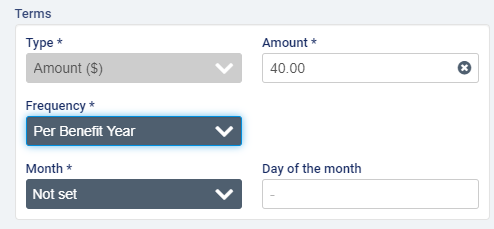 Terms
Type * Amount *
Amount ($) 40.00
Frequency *
Per Benefit Year
Month * Day of the month
Not set -